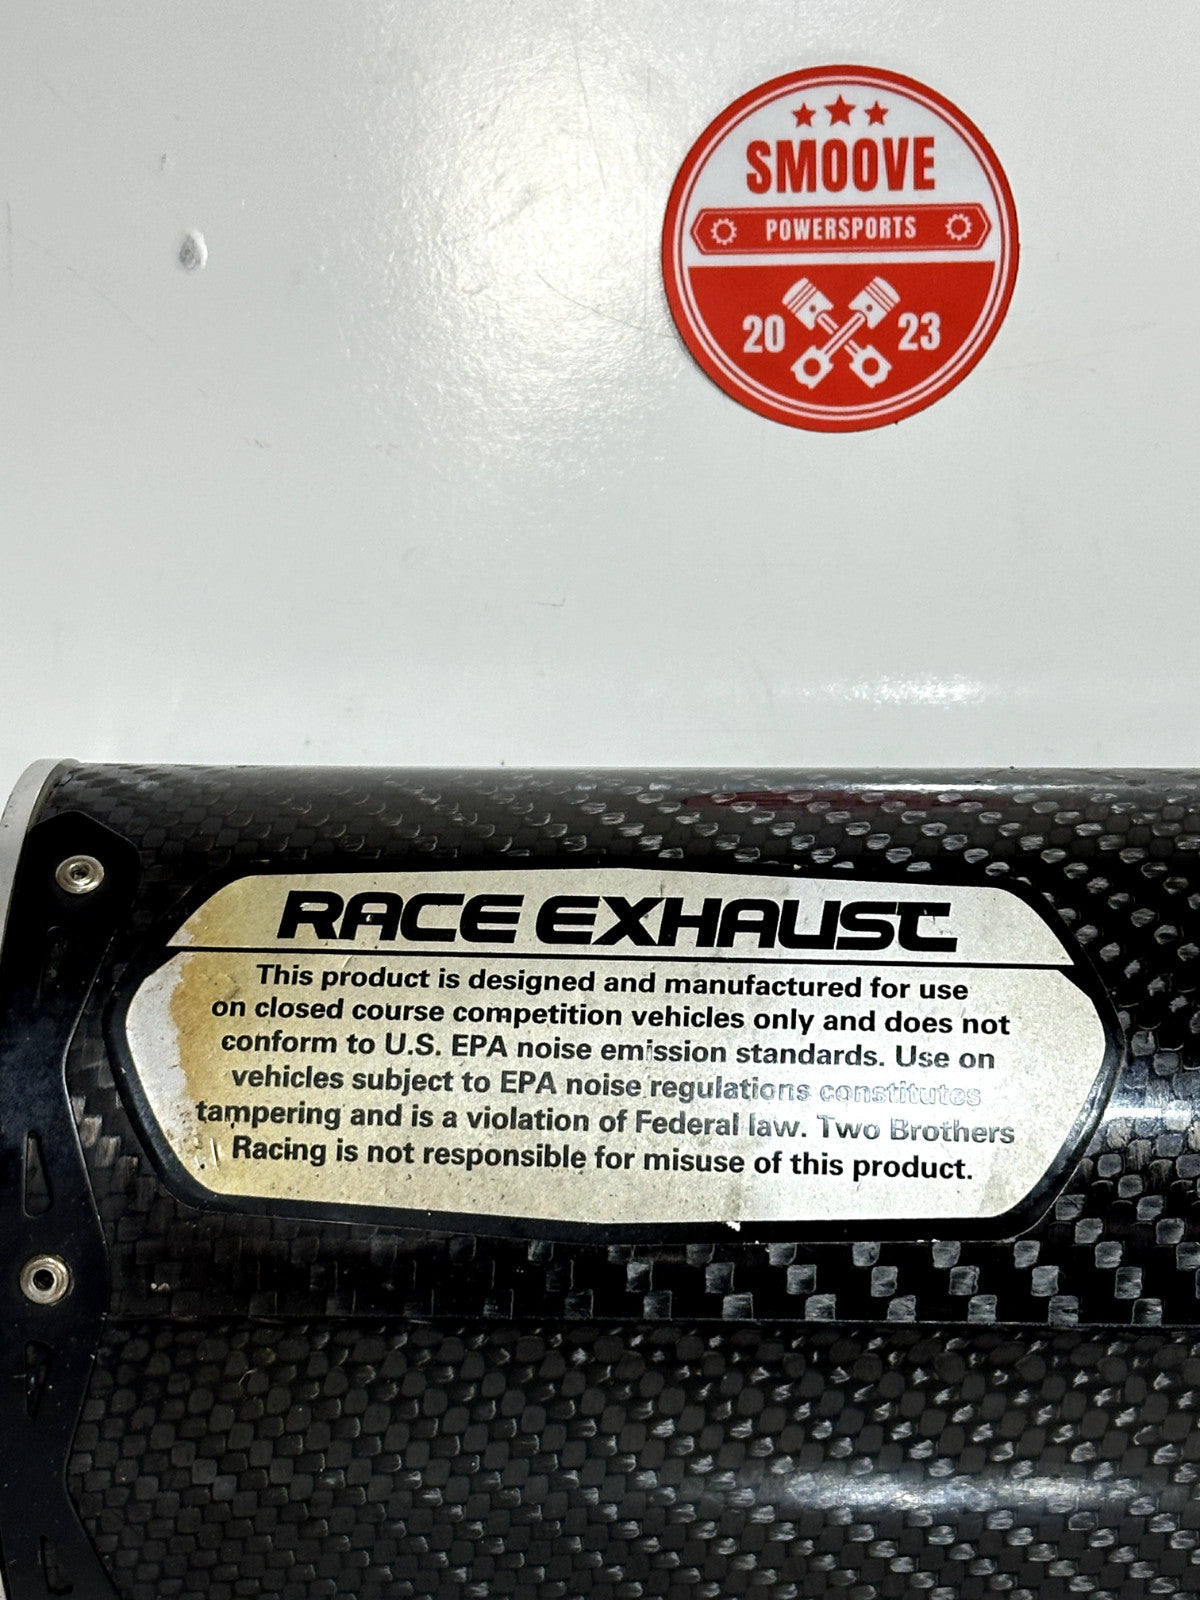 SMOOVE
POWERSPORTS
20 23
RACE EXHAUST
This product is designed and manufactured for use
on closed course competition vehicles only and does not
conform to U.S. EPA noise emission standards. Use on
vehicles subject to EPA noise regulations constitutes
tampering and is a violation of Federal law. Two Brothers
Racing is not responsible for misuse of this product.